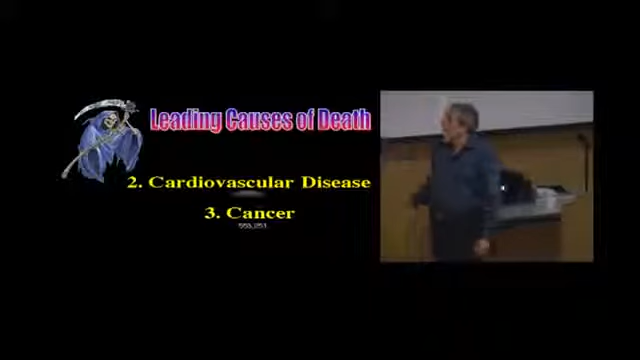 Leading Causes of Death
2. Cardiovascular Disease
3. Cancer